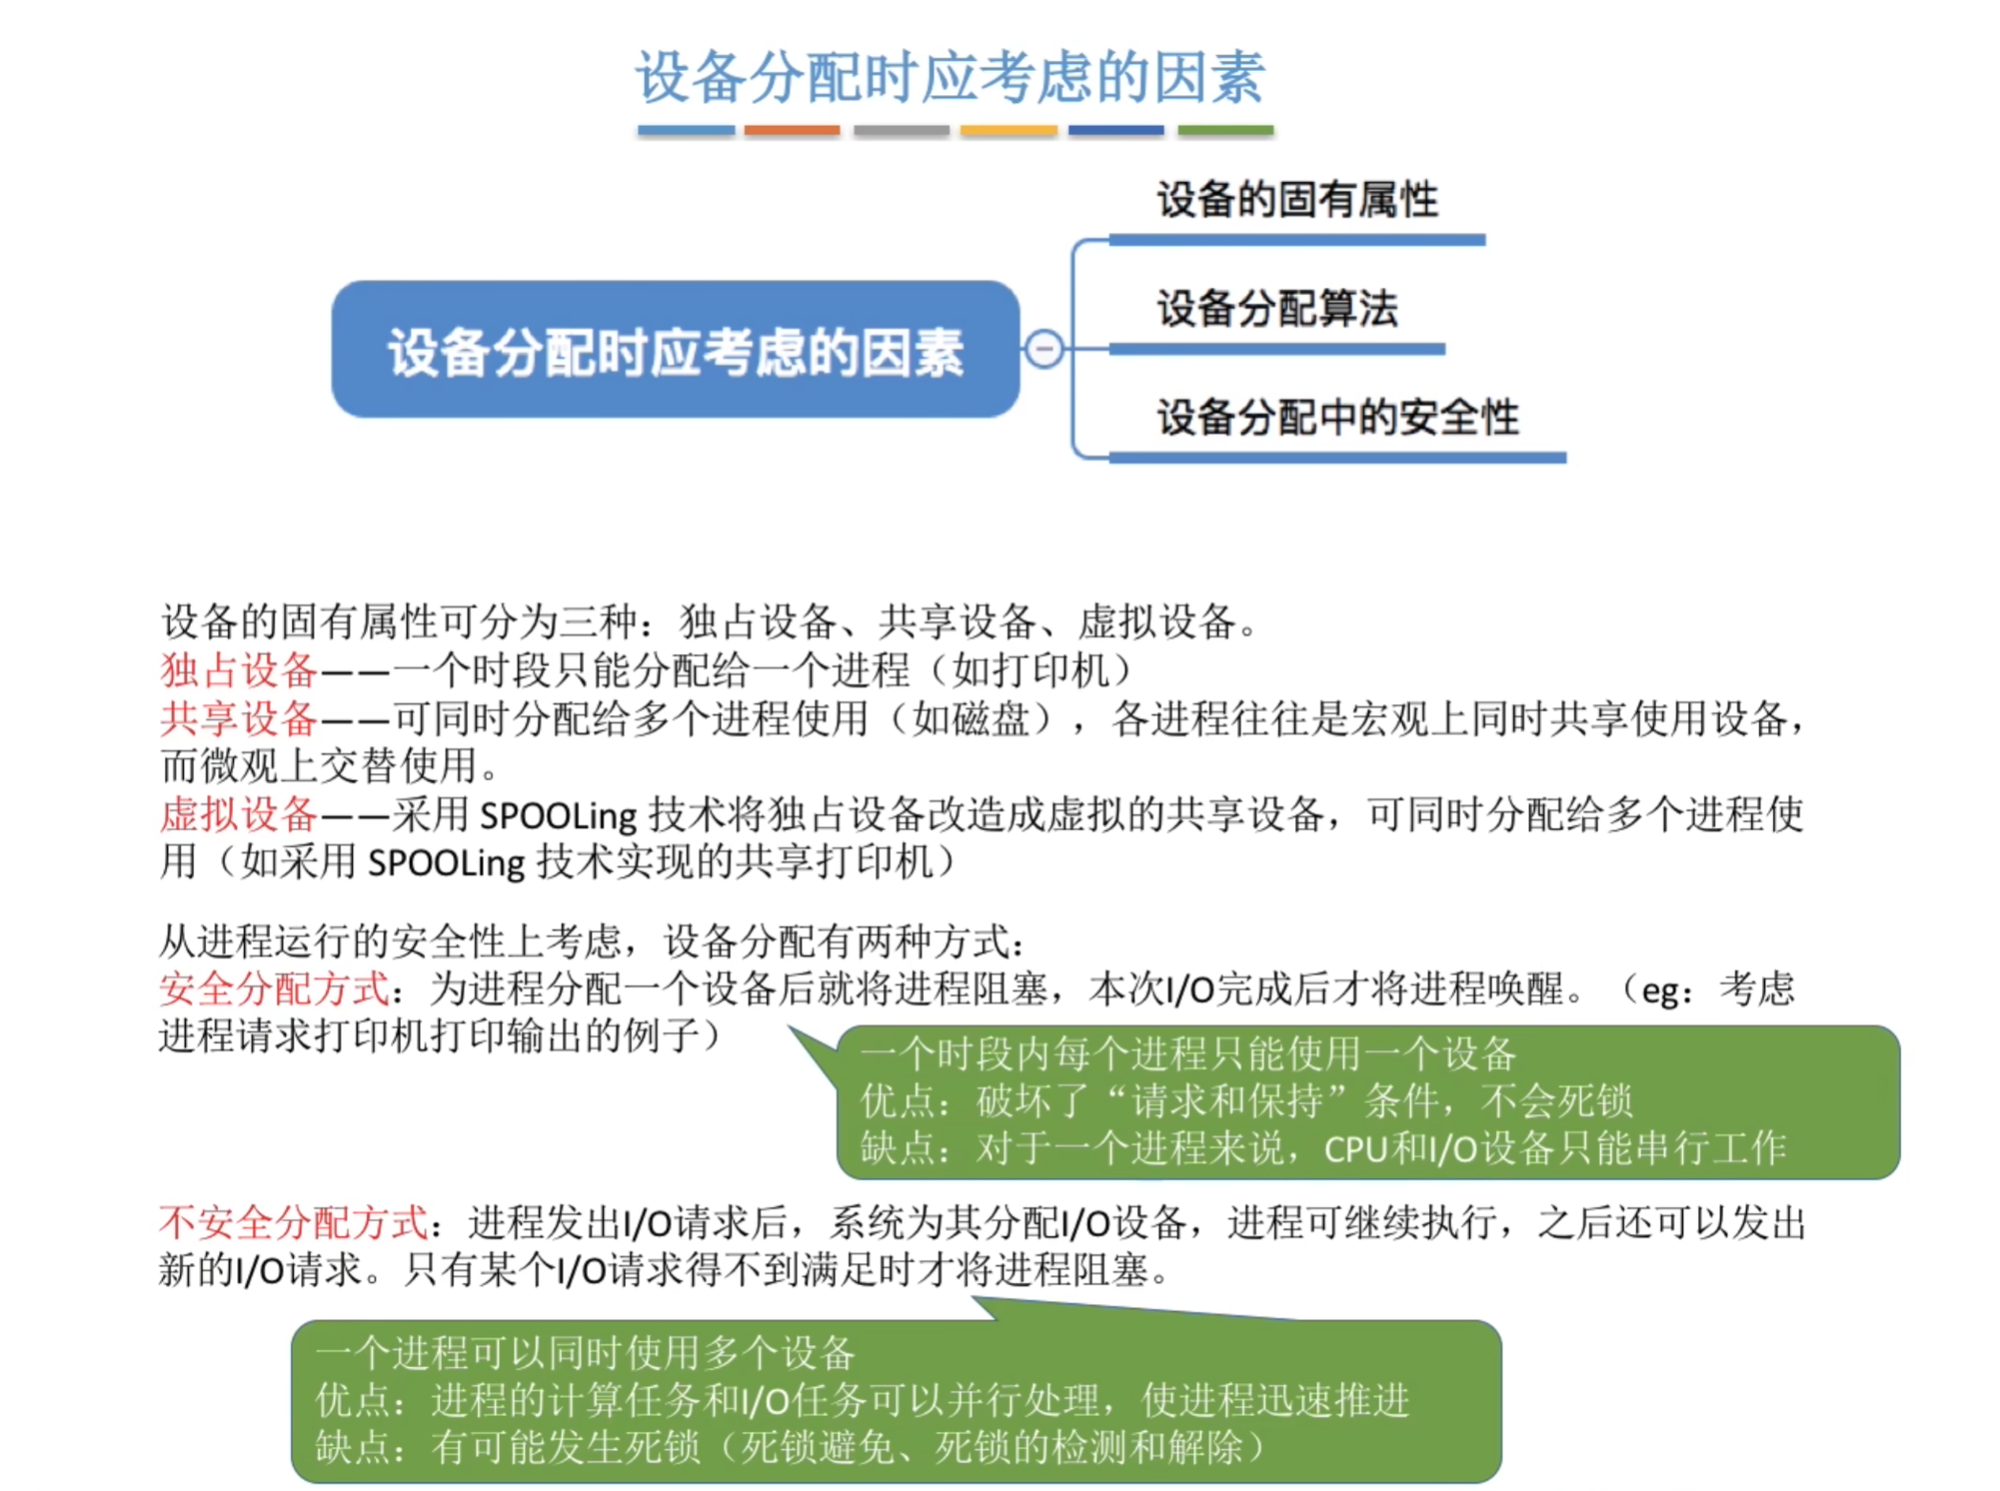 设备分配时应考虑的因素
设备的固有属性
设备分配算法
设备分配时应考虑的因素
设备分配中的安全性
设备的固有属性可分为三种：独占设备、共享设备、虚拟设备。
独占设备——一个时段只能分配给一个进程（如打印机）
共享设备——可同时分配给多个进程使用（如磁盘），各进程往往是宏观上同时共享使用设备，
而微观上交替使用。
虚拟设备——采用 SPOOLing 技术将独占设备改造成虚拟的共享设备，可同时分配给多个进程使
用（如采用 SPOOLing 技术实现的共享打印机）
从进程运行的安全性上考虑，设备分配有两种方式：
安全分配方式：为进程分配一个设备后就将进程阻塞，本次I/O完成后才将进程唤醒。（eg：考虑
进程请求打印机打印输出的例子）
一个时段内每个进程只能使用一个设备
优点：破坏了“请求和保持”条件，不会死锁
缺点：对于一个进程来说，CPU和I/O设备只能串行工作
不安全分配方式：进程发出I/O请求后，系统为其分配I/O设备，进程可继续执行，之后还可以发出
新的I/O请求。只有某个I/O请求得不到满足时才将进程阻塞。
一个进程可以同时使用多个设备
优点：进程的计算任务和I/O任务可以并行处理，使进程迅速推进
缺点：有可能发生死锁（死锁避免、死锁的检测和解除）